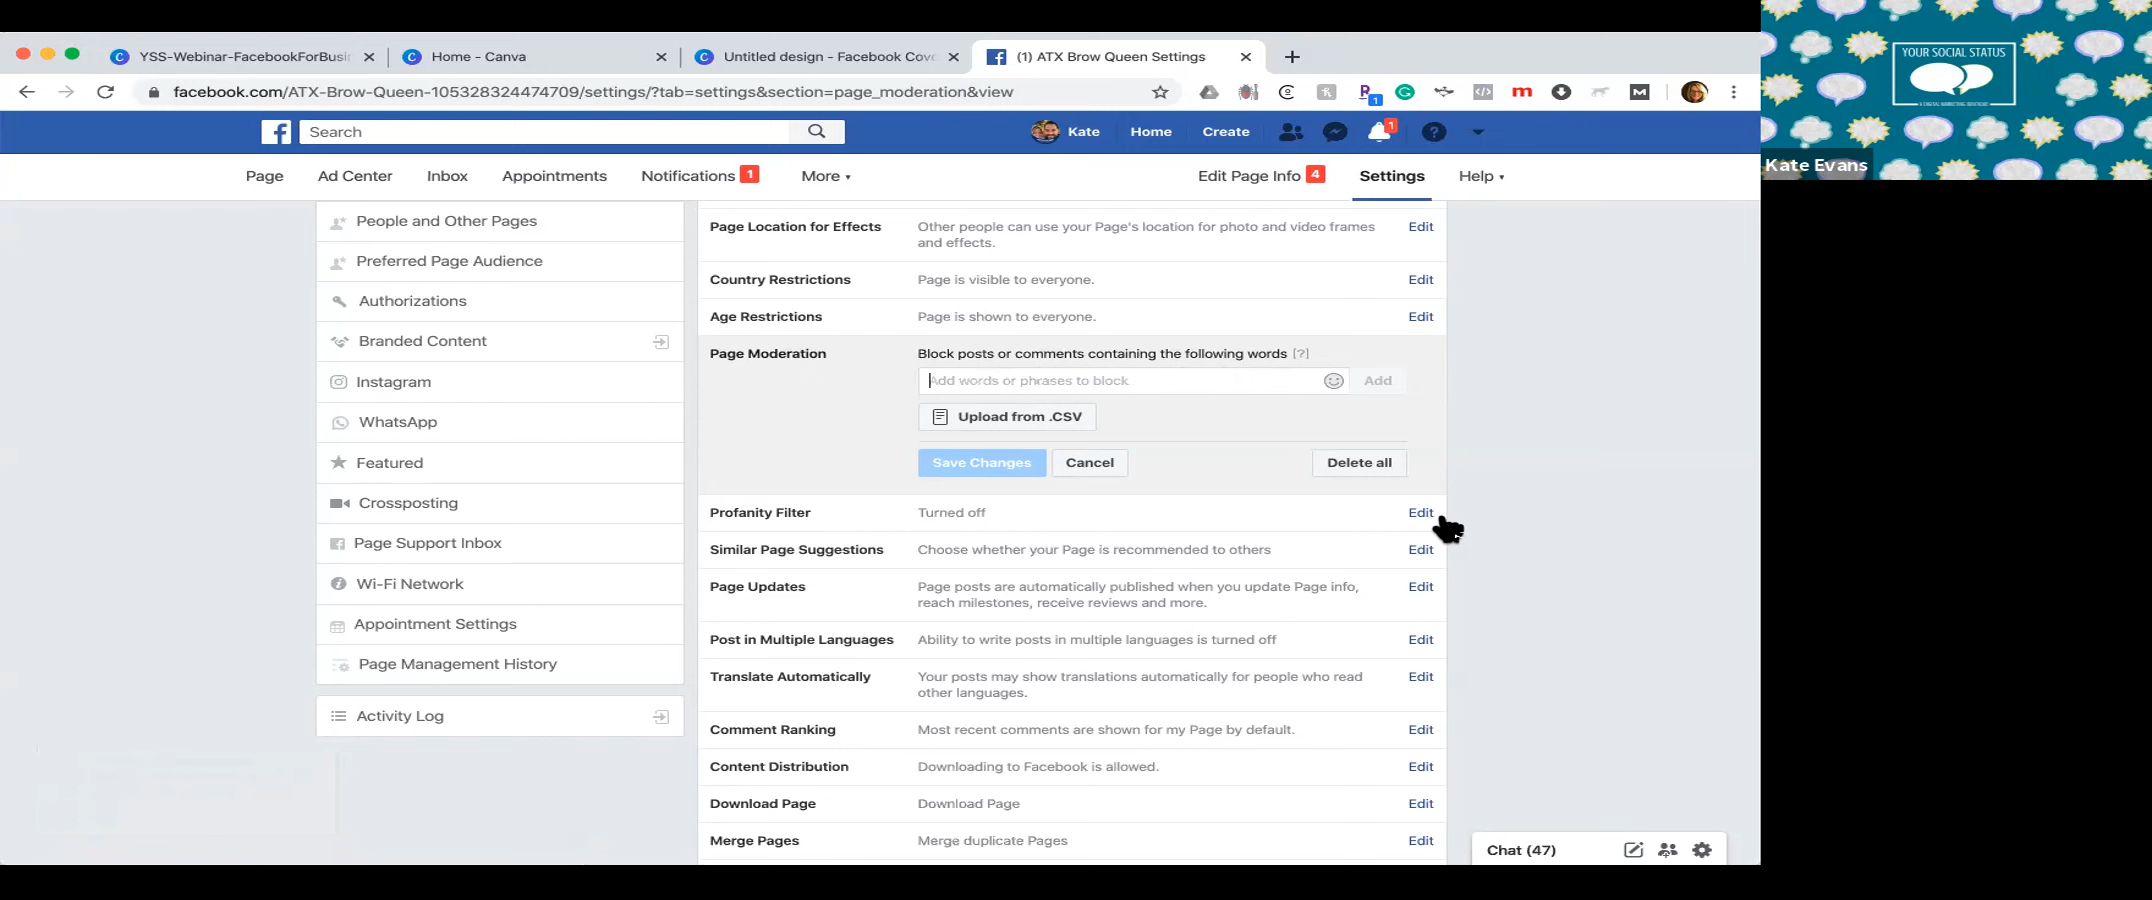 YSS-Webinar-FacebookForBusin
Home - Canva
Untitled design - Facebook Cove
(1) ATX Brow Queen Settings
facebook.com/ATX-Brow-Queen-105328324474709/settings/?tab=settings&section=page_moderation&view
Search
Kate
Home
Create
1
Page
Ad Center
Inbox
Appointments
Notifications 1
More
Edit Page Info 4
Settings
Help
People and Other Pages
Preferred Page Audience
Authorizations
Branded Content
Instagram
WhatsApp
Featured
Crossposting
Page Support Inbox
Wi-Fi Network
Appointment Settings
Page Management History
Activity Log
Page Location for Effects
Other people can use your Page's location for photo and video frames
and effects.
Edit
Country Restrictions
Page is visible to everyone.
Edit
Age Restrictions
Page is shown to everyone.
Edit
Page Moderation
Block posts or comments containing the following words [?]
Add words or phrases to block
Add
Upload from .CSV
Save Changes
Cancel
Delete all
Profanity Filter
Turned off
Edit
Similar Page Suggestions
Choose whether your Page is recommended to others
Edit
Page Updates
Page posts are automatically published when you update Page info,
reach milestones, receive reviews and more.
Edit
Post in Multiple Languages
Ability to write posts in multiple languages is turned off
Edit
Translate Automatically
Your posts may show translations automatically for people who read
other languages.
Edit
Comment Ranking
Most recent comments are shown for my Page by default.
Edit
Content Distribution
Downloading to Facebook is allowed.
Edit
Download Page
Download Page
Edit
Merge Pages
Merge duplicate Pages
Edit
Chat (47)
YOUR SOCIAL STATUS
Kate Evans